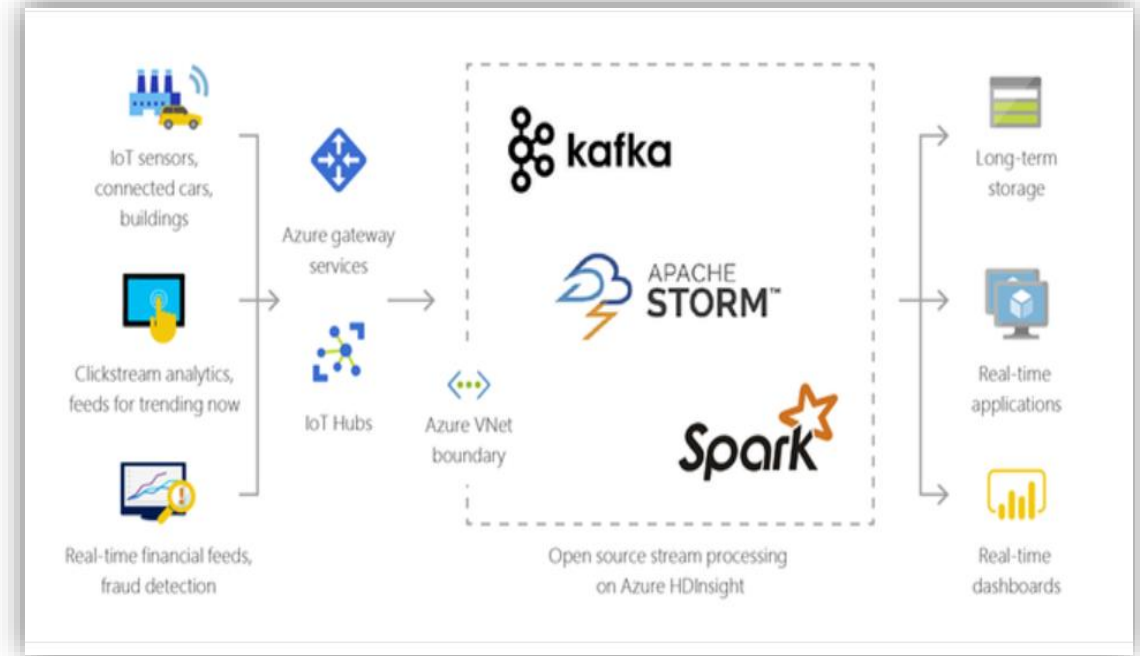 IoT sensors,
connected cars,
buildings
Clickstream analytics,
feeds for trending now
Real-time financial feeds,
fraud detection
Azure gateway
services
IoT Hubs
Azure VNet
boundary
kafka
APACHE
STORM™
Spark
Open source stream processing
on Azure HDInsight
Long-term
storage
Real-time
applications
Real-time
dashboards